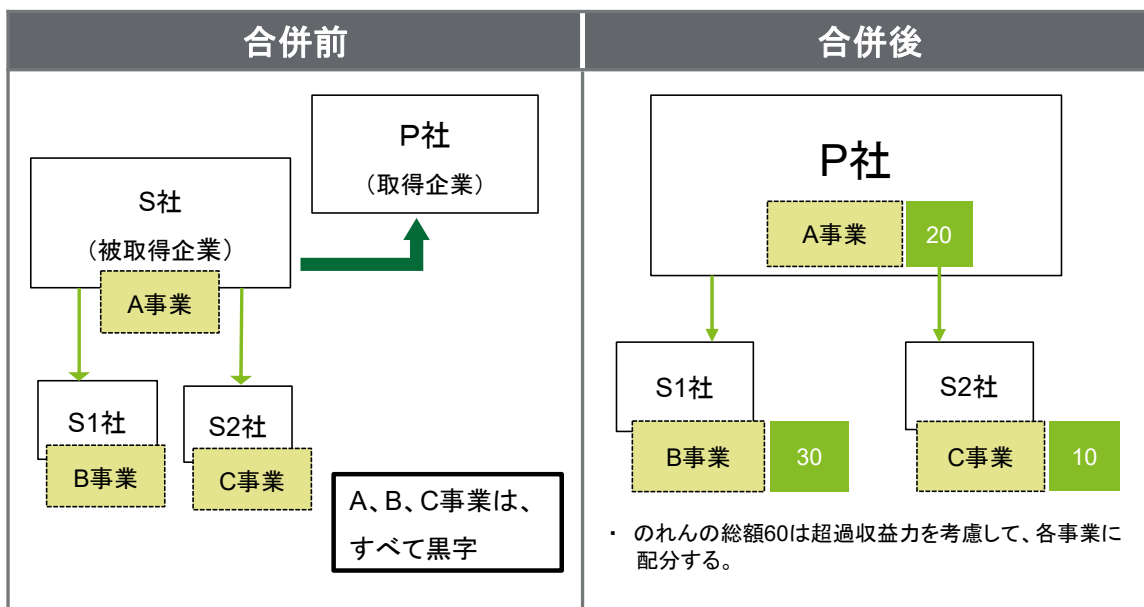 合併前
合併後
P社
（取得企業）
S社
（被取得企業）
A事業
S1社
B事業
S2社
C事業
A、B、C事業は、
すべて黒字
P社
A事業
20
S1社
B事業
30
S2社
C事業
10
・ のれんの総額60は超過収益力を考慮して、各事業に
配分する。